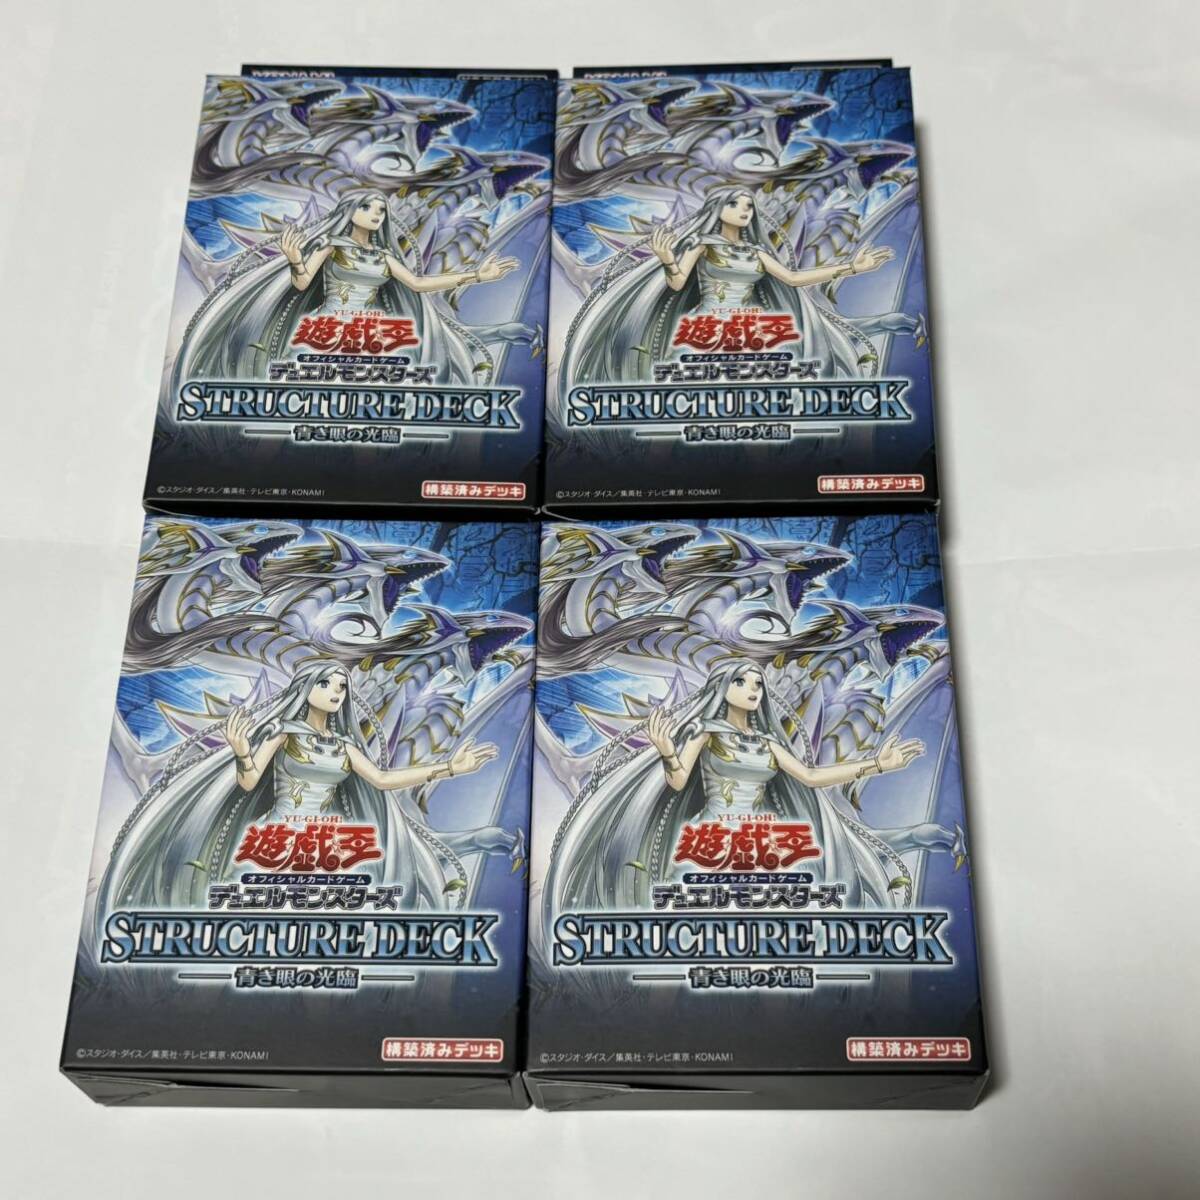 YU-GI-OH!
遊☆戯☆王
オフィシャルカードゲーム
デュエルモンスターズ
STRUCTURE DECK
青き眼の光臨
©スタジオ・ダイス/集英社・テレビ東京・KONAMI
構築済みデッキ
YU-GI-OH!
遊☆戯☆王
オフィシャルカードゲーム
デュエルモンスターズ
STRUCTURE DECK
青き眼の光臨
©スタジオ・ダイス/集英社・テレビ東京・KONAMI
構築済みデッキ
YU-GI-OH!
遊☆戯☆王
オフィシャルカードゲーム
デュエルモンスターズ
STRUCTURE DECK
青き眼の光臨
©スタジオ・ダイス/集英社・テレビ東京・KONAMI
構築済みデッキ
YU-GI-OH!
遊☆戯☆王
オフィシャルカードゲーム
デュエルモンスターズ
STRUCTURE DECK
青き眼の光臨
©スタジオ・ダイス/集英社・テレビ東京・KONAMI
構築済みデッキ